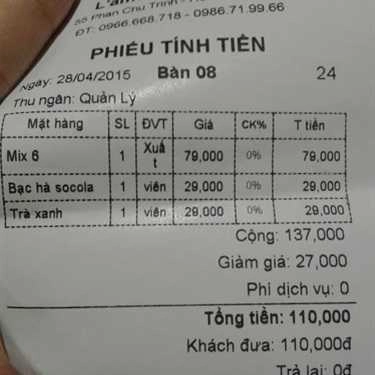 55 Phan Chu Trinh -
ĐT: 0966.668.718 - 0986.71.99.66
PHIẾU TÍNH TIỀN
Ngày: 28/04/2015 Bàn 08 24
Thu ngân: Quản Lý
Mặt hàng SL ĐVT Giá CK% T tiền
Mix 6 1 Xuấ t 79,000 0% 79,000
Bạc hà socola 1 viên 29,000 0% 29,000
Trà xanh 1 viên 29,000 0% 29,000
Cộng: 137,000
Giảm giá: 27,000
Phí dịch vụ: 0
Tổng tiền: 110,000
Khách đưa: 110,000đ
Trả lại: 0đ